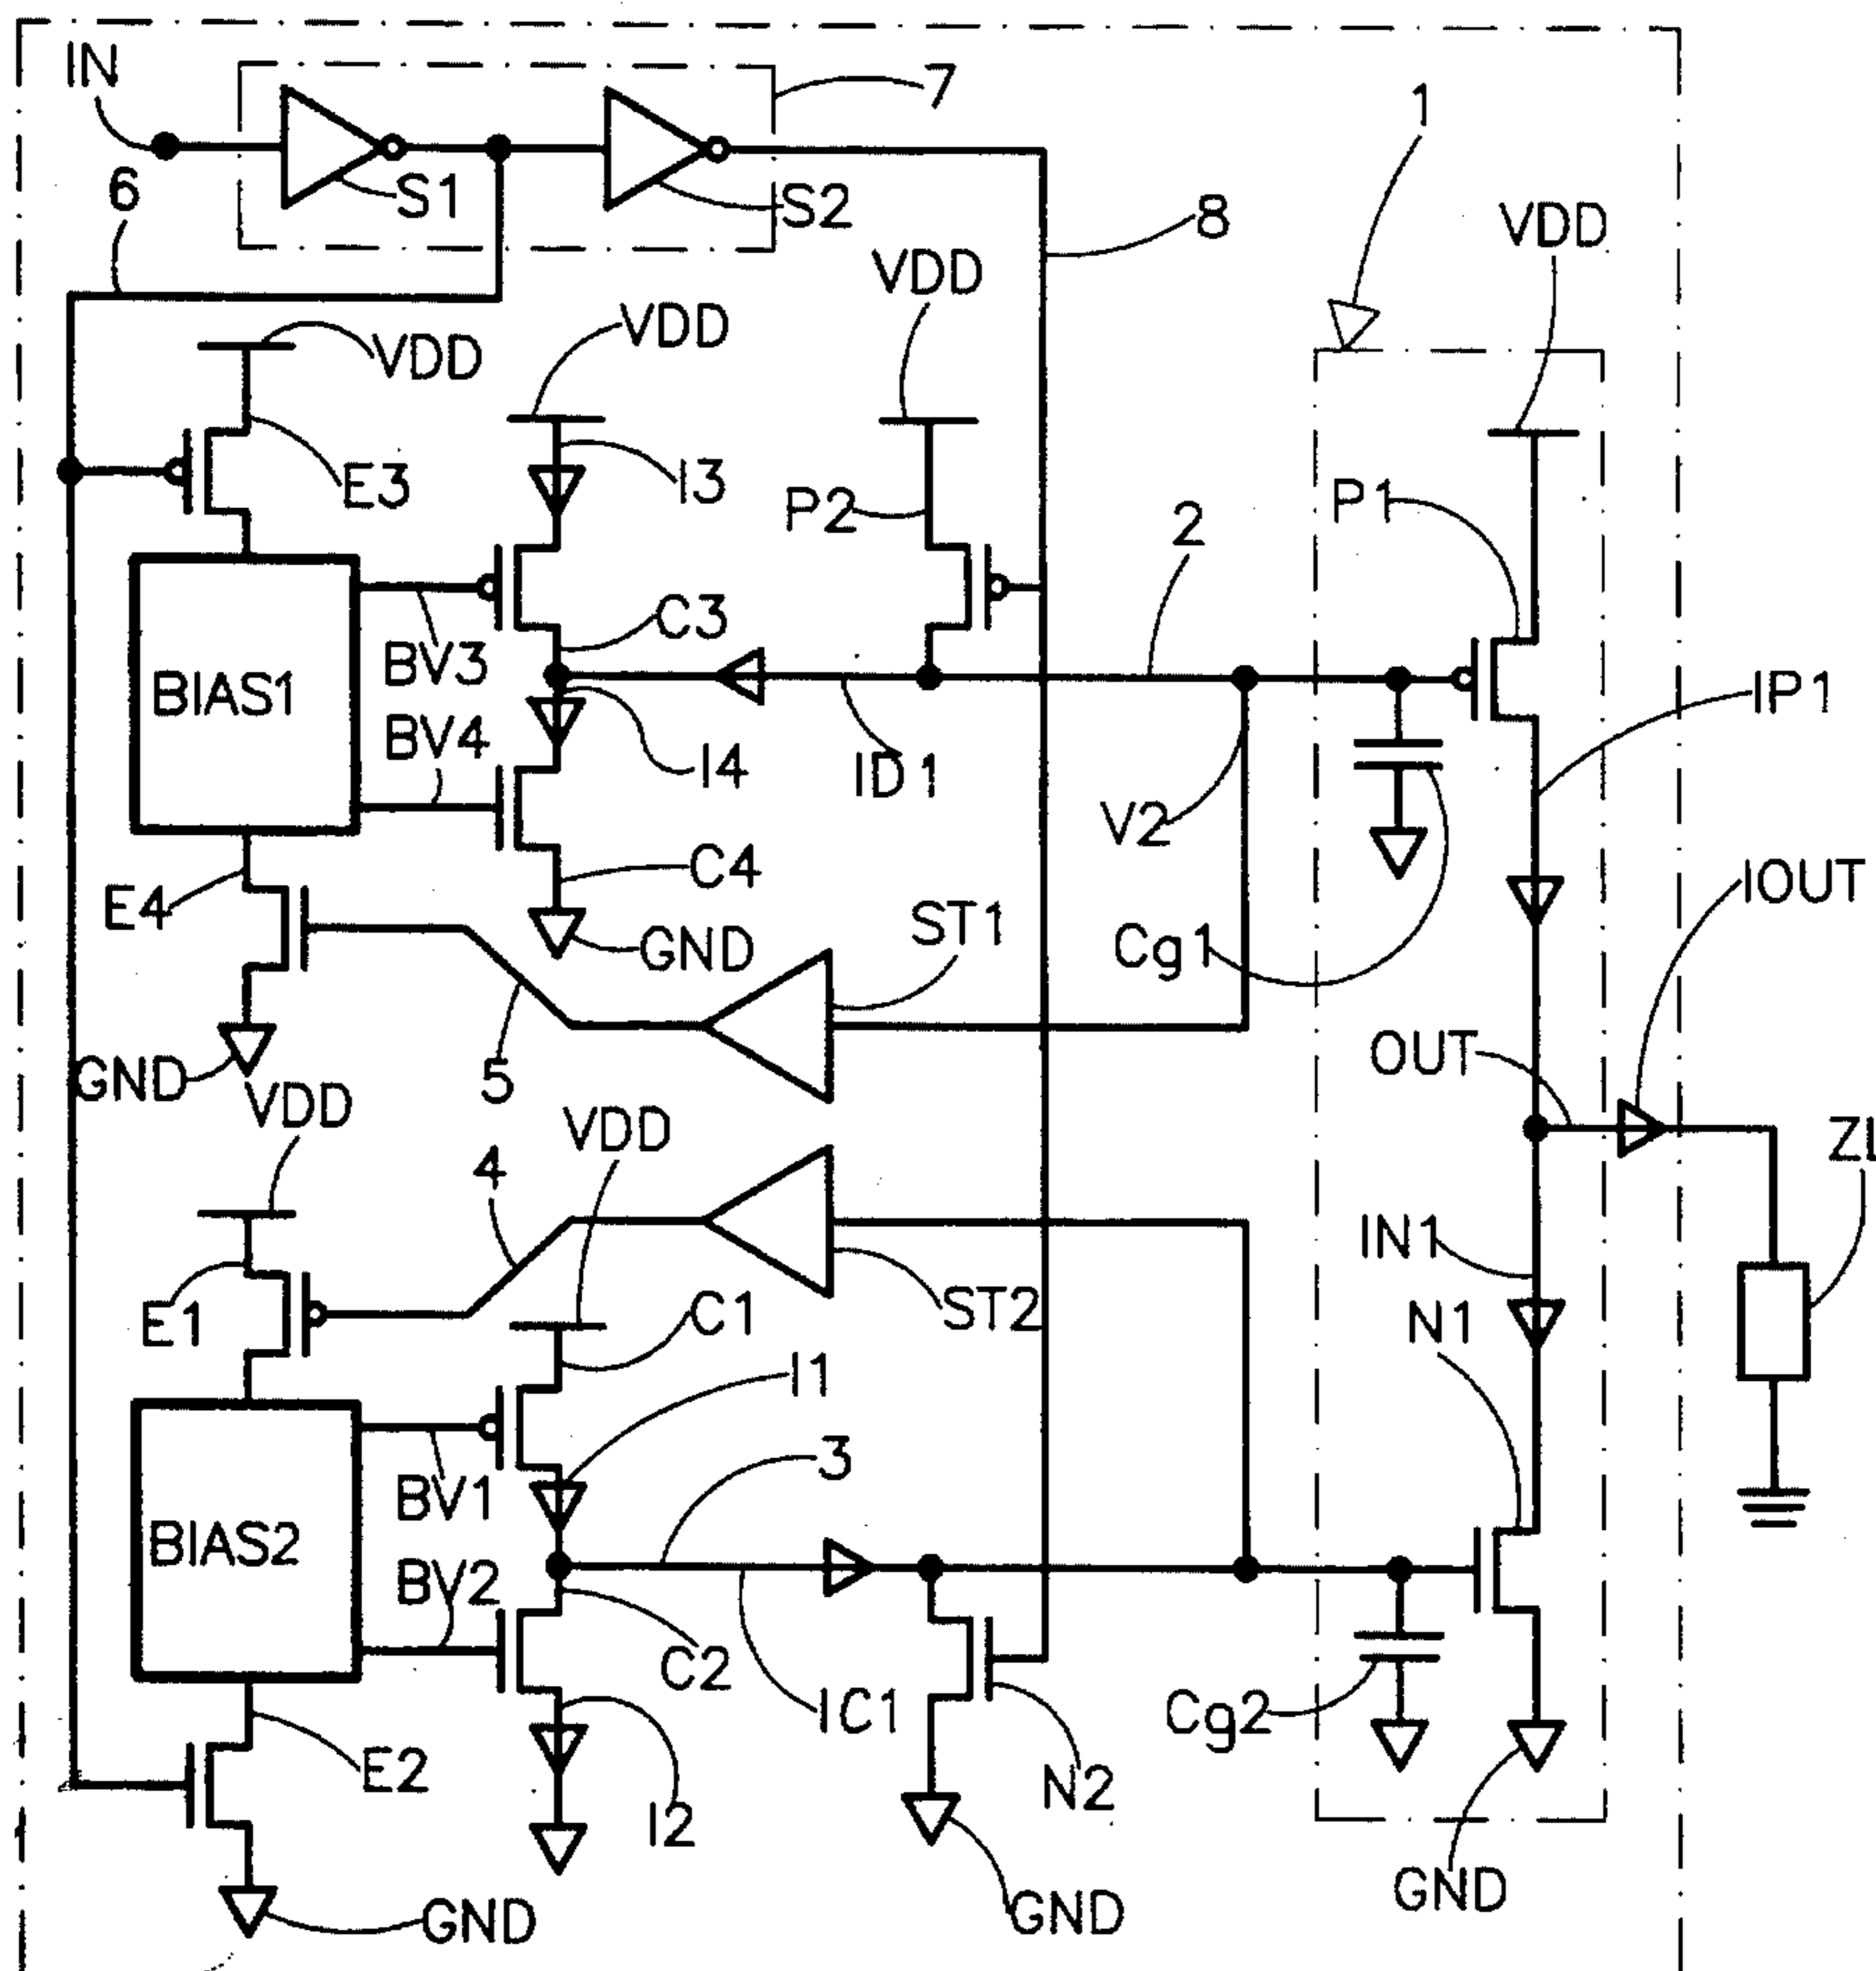 IN
7
1
6
S1
S2
8
VDD
VDD
VDD
VDD
E3
I3
P2
2
P1
BV3
C3
BIAS1
IP1
BV4
I4
ID1
V2
C4
IOUT
E4
GND
ST1
Cg1
GND
5
OUT
VDD
VDD
4
IN1
E1
C1
ST2
N1
I1
3
BV1
BIAS2
BV2
C2
IC1
Cg2
E2
I2
N2
GND
GND
GND